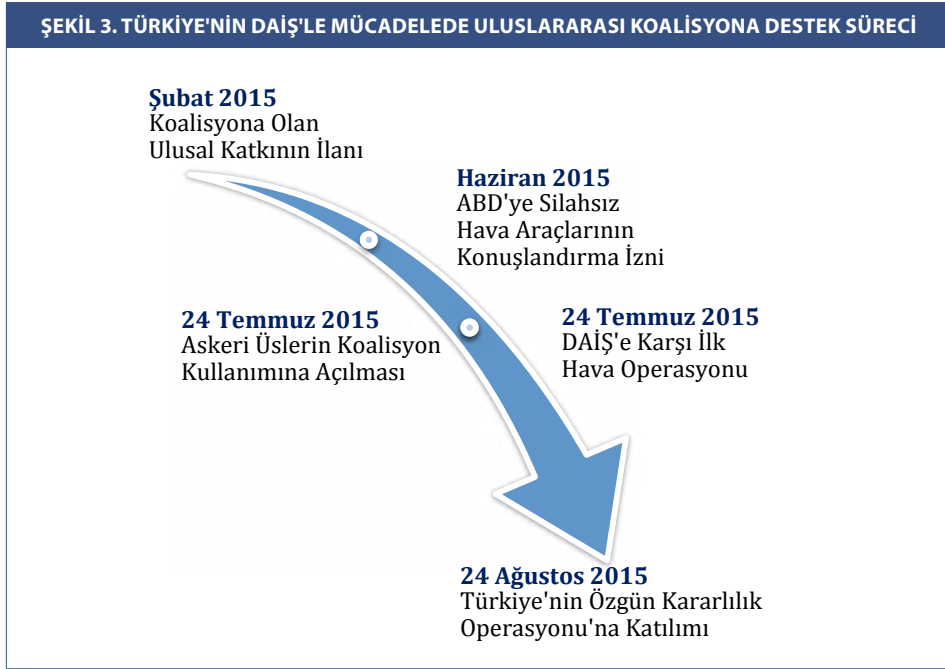 ŞEKİL 3. TÜRKİYE'NİN DAİŞ'LE MÜCADELEDE ULUSLARARASI KOALİSYONA DESTEK SÜRECİ
Şubat 2015
Koalisyona Olan
Ulusal Katkının İlanı
Haziran 2015
ABD'ye Silahsız
Hava Araçlarının
Konuşlandırma İzni
24 Temmuz 2015
Askeri Üslerin Koalisyon
Kullanımına Açılması
24 Temmuz 2015
DAİŞ'e Karşı İlk
Hava Operasyonu
24 Ağustos 2015
Türkiye'nin Özgün Kararlılık
Operasyonu'na Katılımı